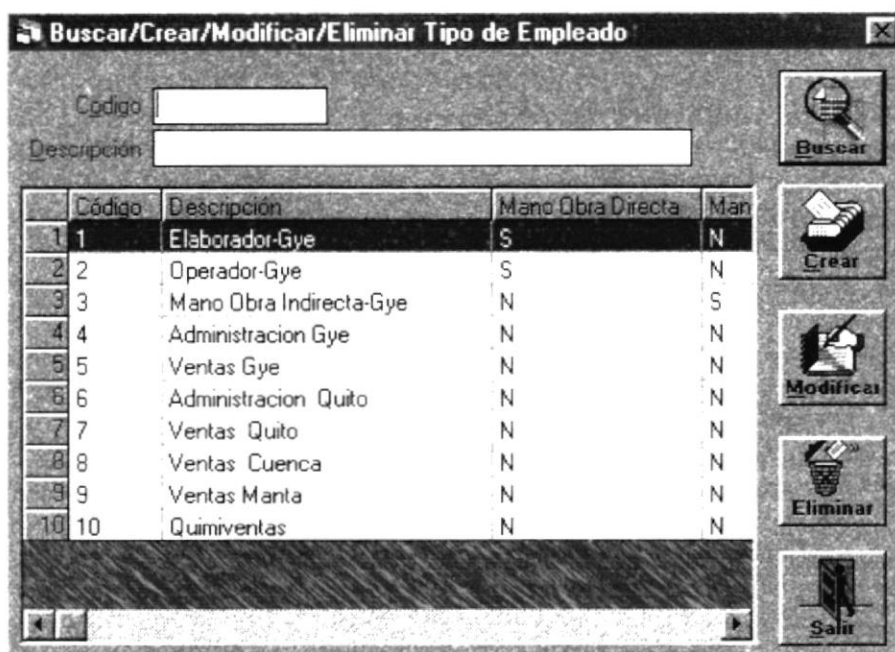 Buscar/Crear/Modificar/Eliminar Tipo de Empleado
Codigo
Descripción
Buscar
Código Descripción Mano Obra Directa Man
1 1 Elaborador-Gye S N
2 2 Operador-Gye S N
3 3 Mano Obra Indirecta-Gye N S
4 4 Administracion Gye N N
5 5 Ventas Gye N N
6 6 Administracion Quito N N
7 7 Ventas Quito N N
8 8 Ventas Cuenca N N
9 9 Ventas Manta N N
10 10 Quimiventas N N
Crear
Modificar
Eliminar
Salir